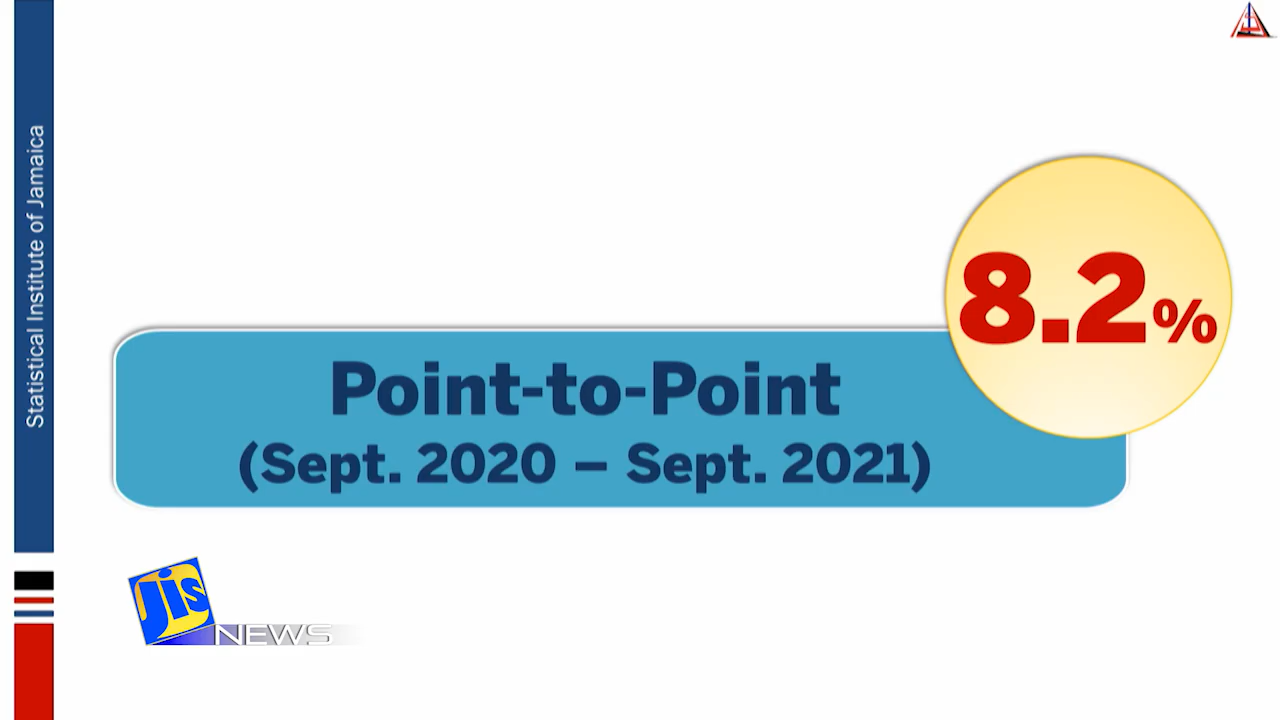 Statistical Institute of Jamaica
8.2%
Point-to-Point
(Sept. 2020 – Sept. 2021)
Jis
NEWS